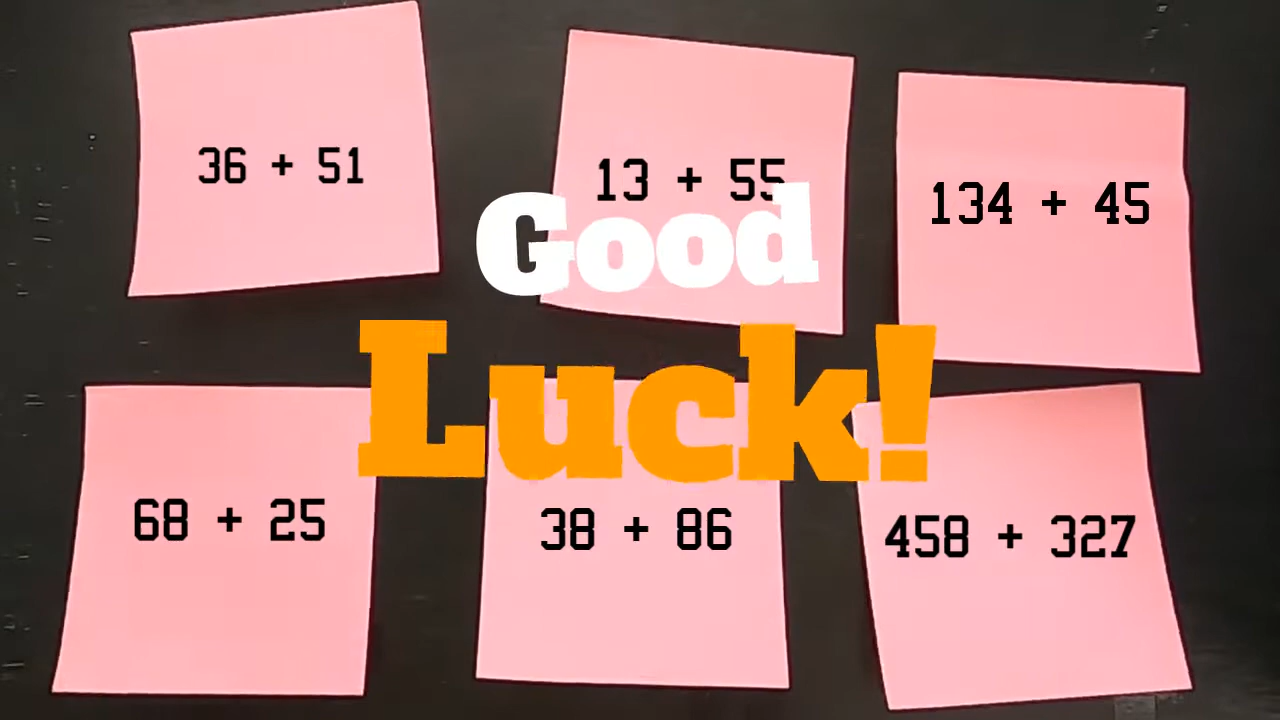 36 + 51
13 + 55
134 + 45
Good
Luck!
68 + 25
38 + 86
458 + 327